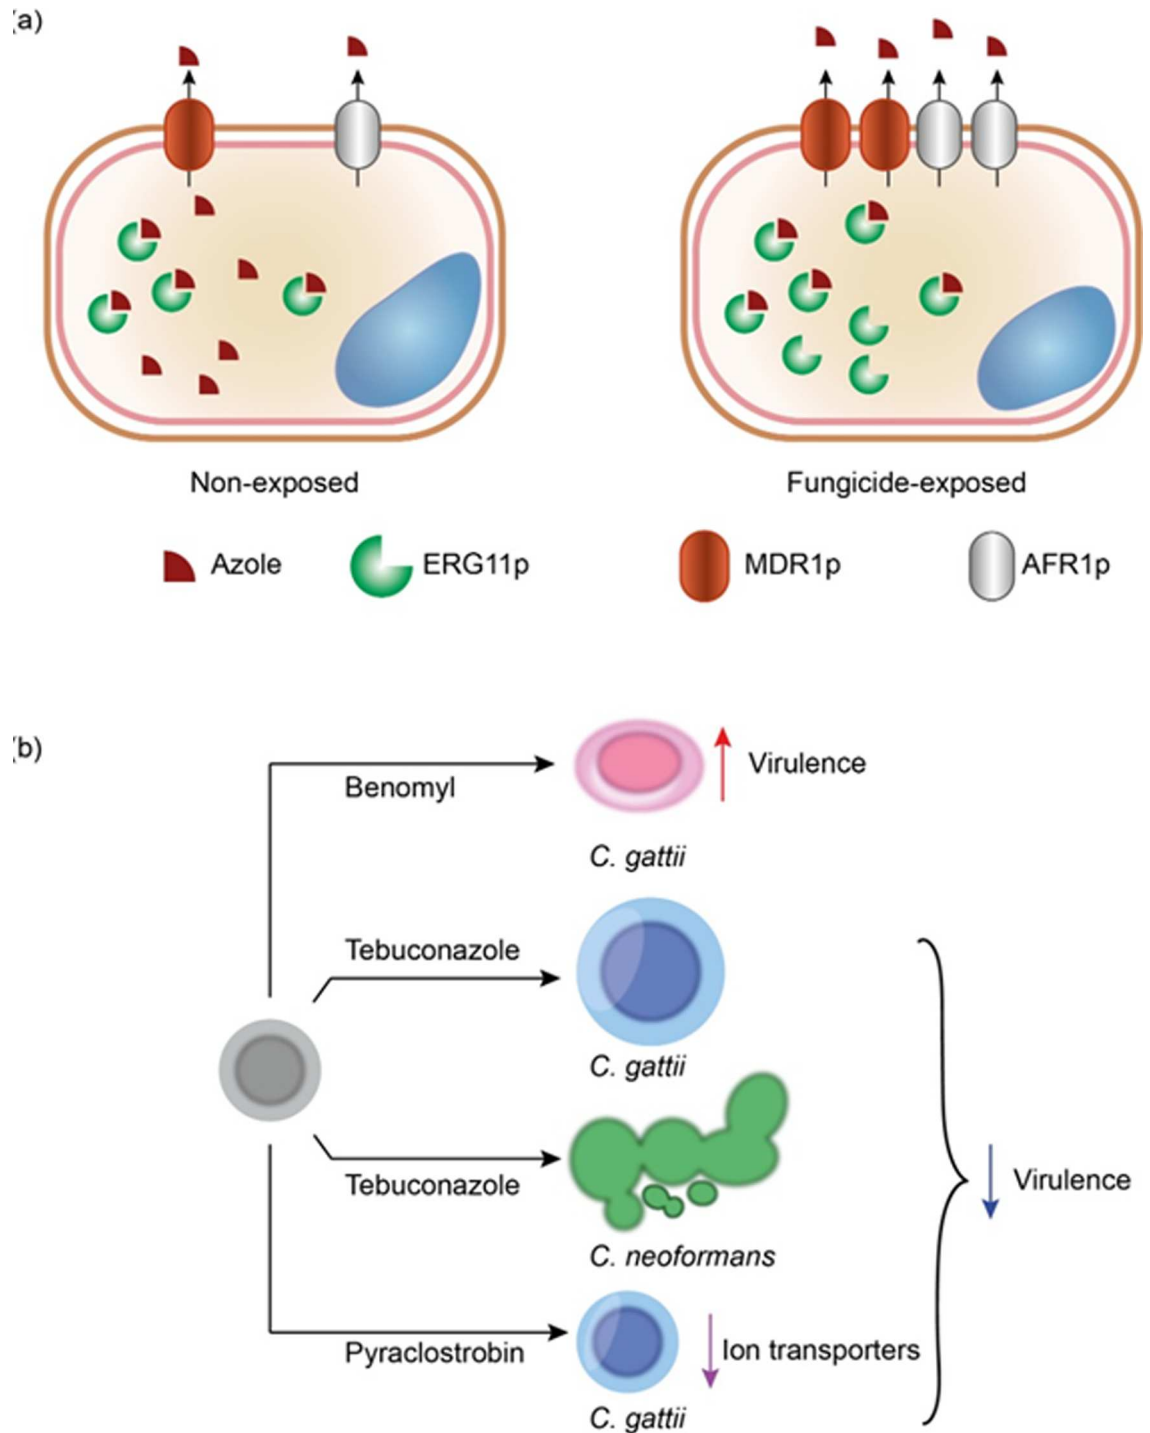 (a)
Non-exposed
Fungicide-exposed
Azole
ERG11p
MDR1p
AFR1p
(b)
Benomyl
Virulence
C. gattii
Tebuconazole
C. gattii
Tebuconazole
C. neoformans
Virulence
Pyraclostrobin
Ion transporters
C. gattii